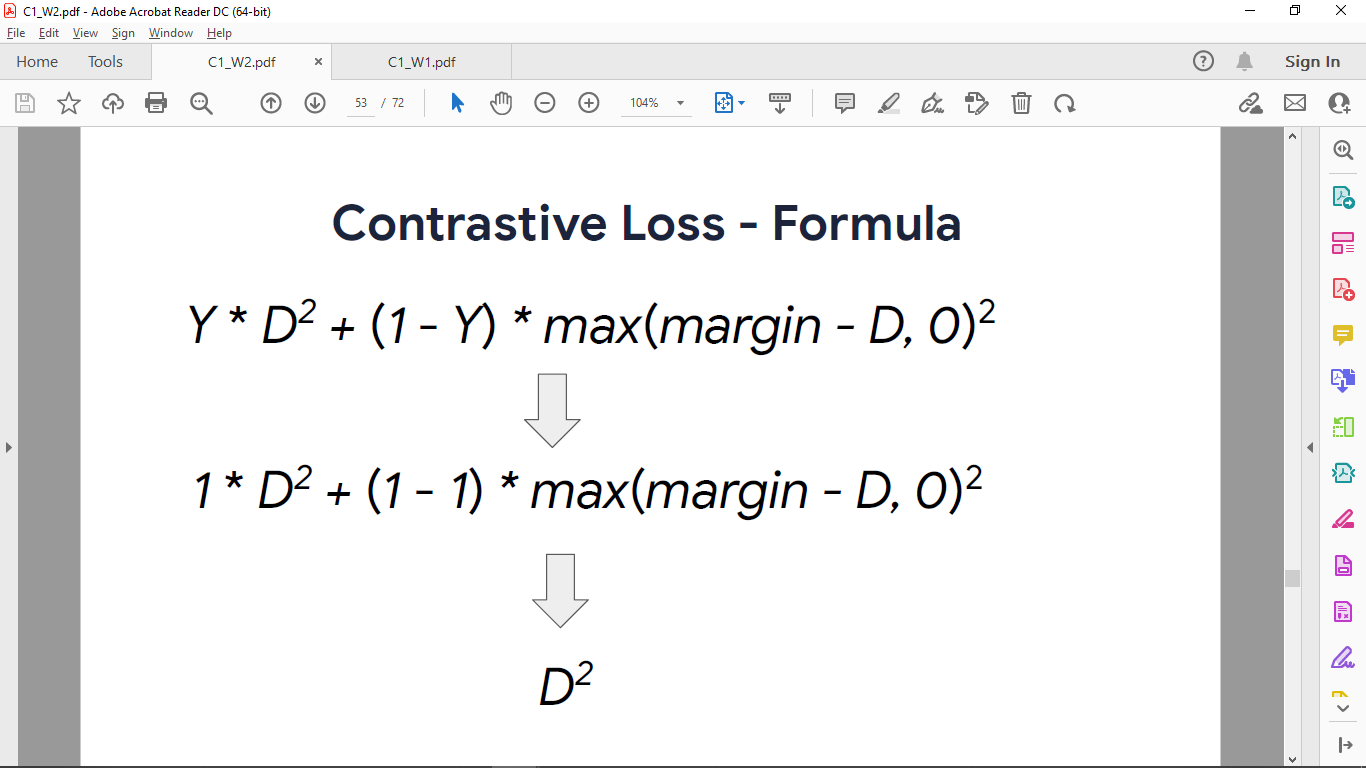 C1_W2.pdf - Adobe Acrobat Reader DC (64-bit)
File Edit View Sign Window Help
Home Tools C1_W2.pdf × C1_W1.pdf ? Sign In
53 / 72 104%
Contrastive Loss - Formula
Y * D² + (1 - Y) * max(margin - D, 0)²
1 * D² + (1 - 1) * max(margin - D, 0)²
D²